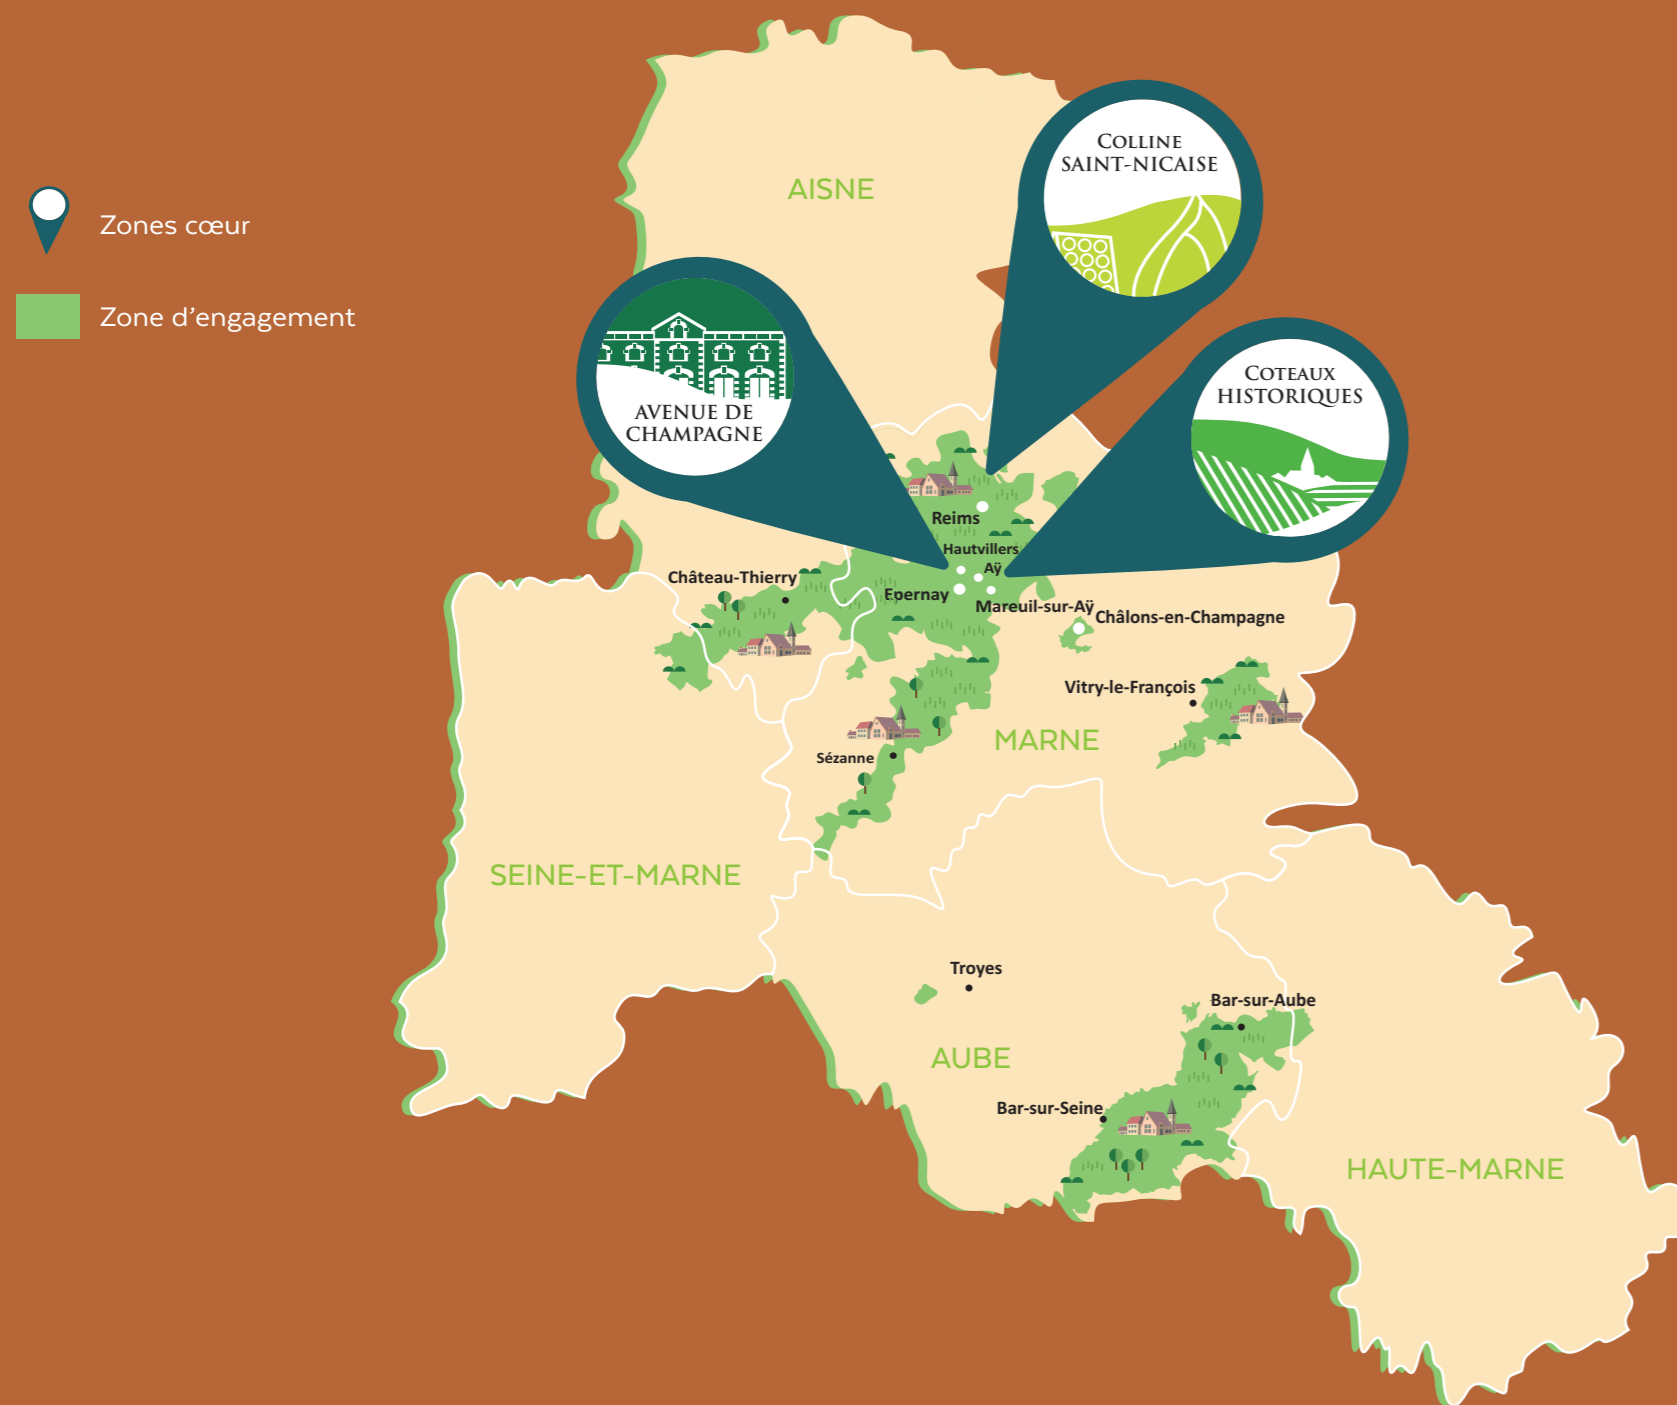 Zones cœur
Zone d’engagement
AISNE
COLLINE
SAINT-NICAISE
AVENUE DE
CHAMPAGNE
COTEAUX
HISTORIQUES
Reims
Hautvillers
Aÿ
Château-Thierry
Epernay
Mareuil-sur-Aÿ
Châlons-en-Champagne
Vitry-le-François
MARNE
Sézanne
SEINE-ET-MARNE
Troyes
Bar-sur-Aube
AUBE
Bar-sur-Seine
HAUTE-MARNE